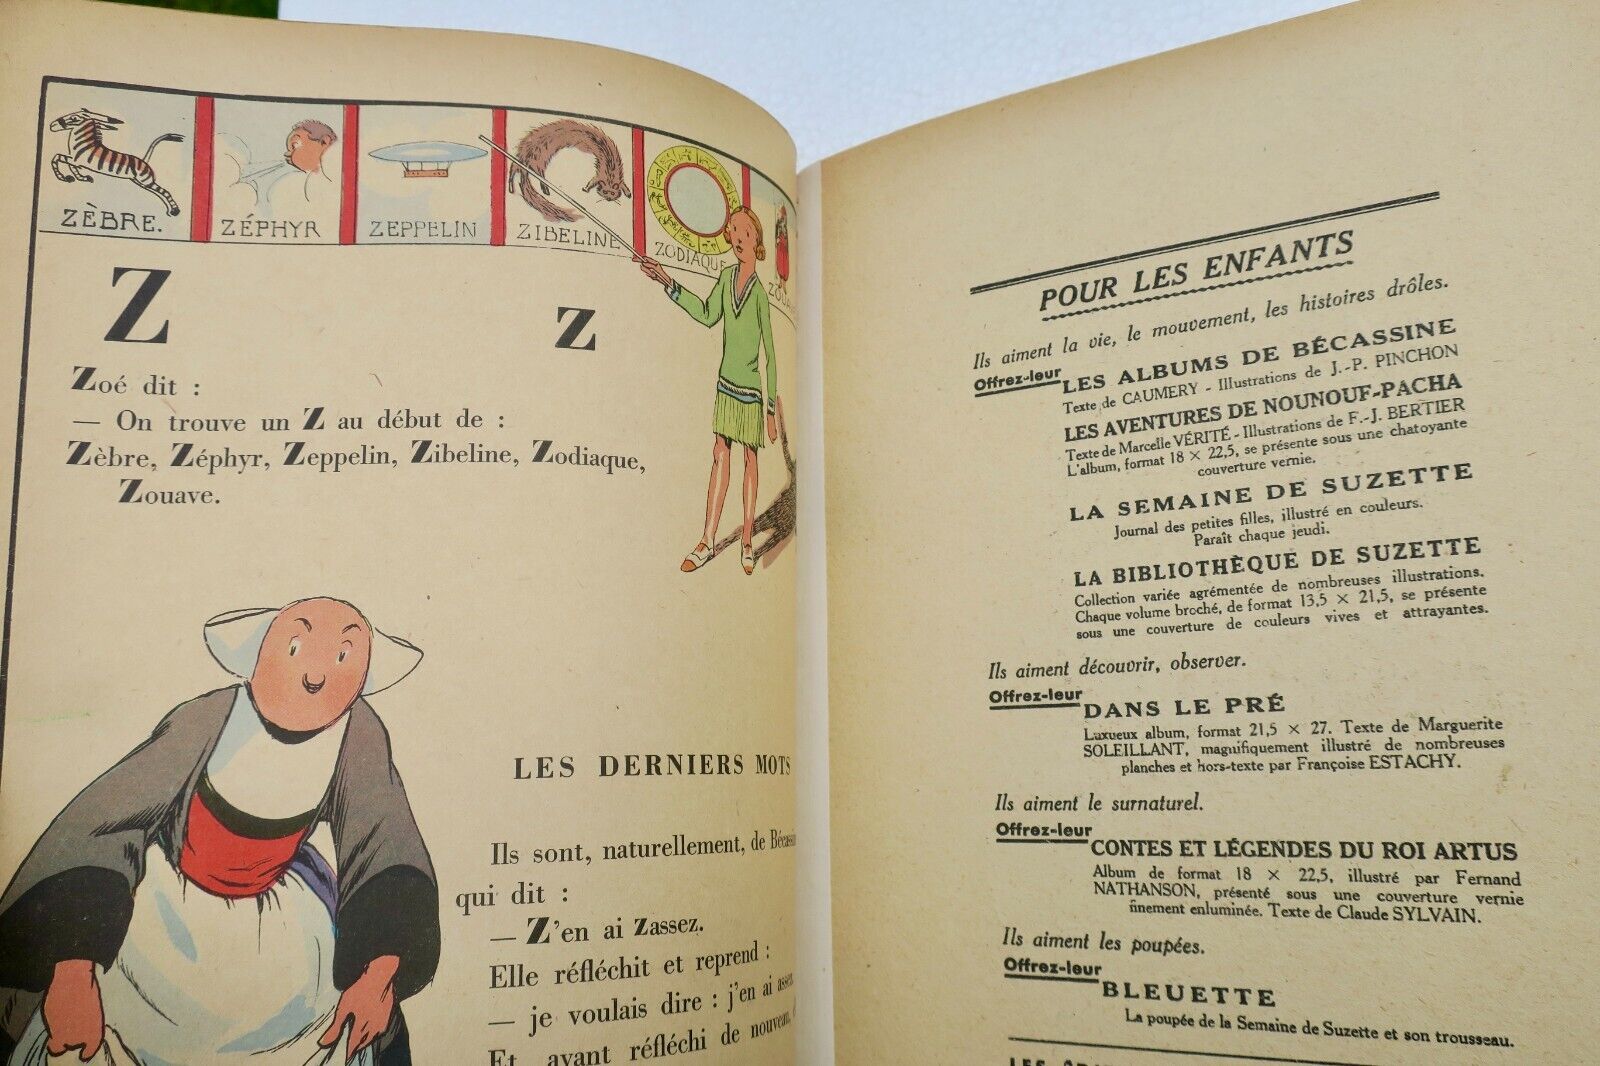 ZÈBRE.
ZÉPHYR
ZEPPELIN
ZIBELINE
ZODIAQUE
Z Z
Zoé dit :
— On trouve un Z au début de :
Zèbre, Zéphyr, Zeppelin, Zibeline, Zodiaque,
Zouave.
LES DERNIERS MOTS
Ils sont, naturellement, de
qui dit :
— Z'en ai zassez.
Elle réfléchit et reprend :
— je voulais dire : j'en ai
Et, ayant réfléchi de nouveau,
POUR LES ENFANTS
Ils aiment la vie, le mouvement, les histoires drôles.
Offrez-leur
LES ALBUMS DE BÉCASSINE
Texte de CAUMERY - Illustrations de J.-P. PINCHON
LES AVENTURES DE NOUNOUF-PACHA
Texte de Marcelle VÉRITÉ - Illustrations de F.-J. BERTIER
L'album, format 18 × 22,5, se présente sous une chatoyante
couverture vernie.
LA SEMAINE DE SUZETTE
Journal des petites filles, illustré en couleurs.
Paraît chaque jeudi.
LA BIBLIOTHÈQUE DE SUZETTE
Collection variée agrémentée de nombreuses illustrations.
Chaque volume broché, de format 13,5 × 21,5, se présente
sous une couverture de couleurs vives et attrayantes.
Ils aiment découvrir, observer.
Offrez-leur
DANS LE PRÉ
Luxueux album, format 21,5 × 27. Texte de Marguerite
SOLEILLANT, magnifiquement illustré de nombreuses
planches et hors-texte par Françoise ESTACHY.
Ils aiment le surnaturel.
Offrez-leur
CONTES ET LÉGENDES DU ROI ARTUS
Album de format 18 × 22,5, illustré par Fernand
NATHANSON, présenté sous une couverture vernie
finement enluminée. Texte de Claude SYLVAIN.
Ils aiment les poupées.
Offrez-leur
BLEUETTE
La poupée de la Semaine de Suzette et son trousseau.